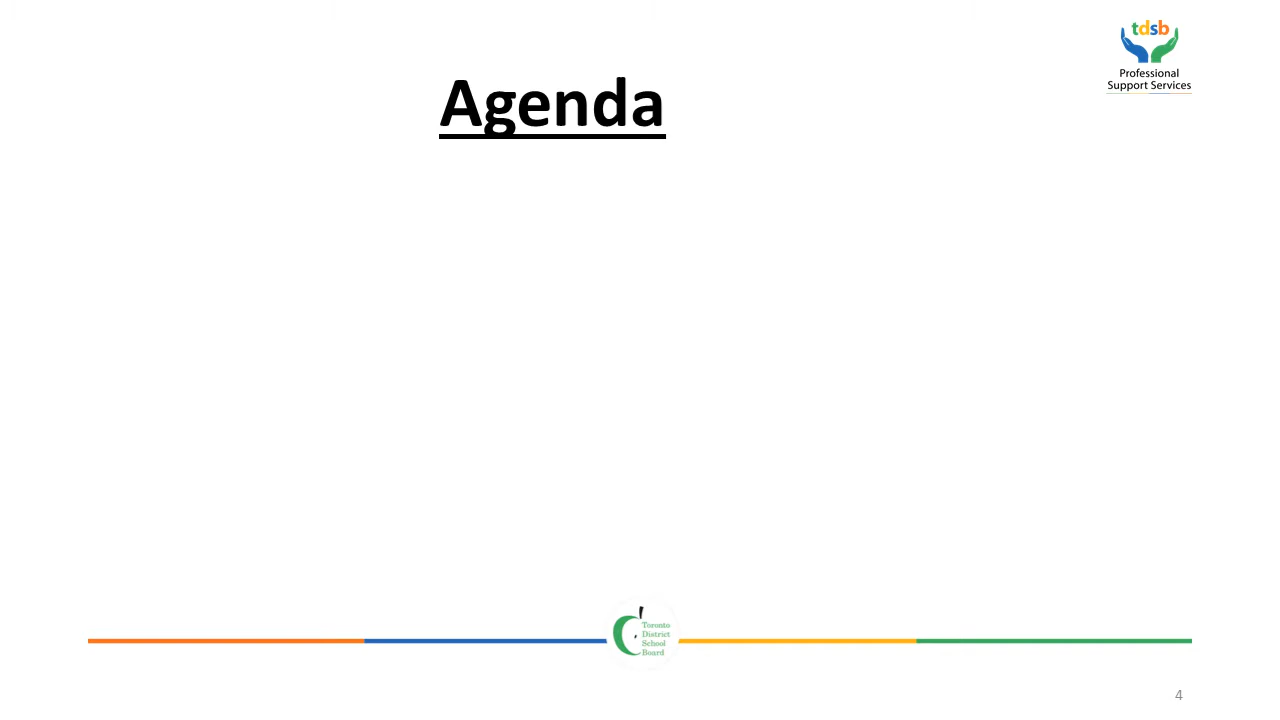 tdsb
Professional
Support Services
Agenda
Toronto
District
School
Board
4